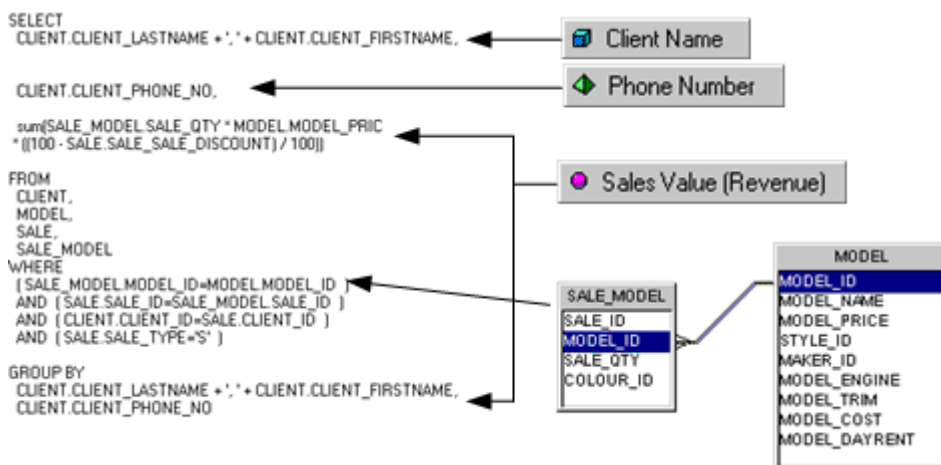 SELECT
CLIENT.CLIENT_LASTNAME + ', ' + CLIENT.CLIENT_FIRSTNAME,
Client Name
CLIENT.CLIENT_PHONE_NO,
Phone Number
sum(SALE_MODEL.SALE_QTY * MODEL.MODEL_PRIC
* ((100 - SALE.SALE_SALE_DISCOUNT) / 100))
Sales Value (Revenue)
FROM
CLIENT,
MODEL,
SALE,
SALE_MODEL
WHERE
( SALE_MODEL.MODEL_ID=MODEL.MODEL_ID )
AND ( SALE.SALE_ID=SALE_MODEL.SALE_ID )
AND ( CLIENT.CLIENT_ID=SALE.CLIENT_ID )
AND ( SALE.SALE_TYPE='S' )
GROUP BY
CLIENT.CLIENT_LASTNAME + ', ' + CLIENT.CLIENT_FIRSTNAME,
CLIENT.CLIENT_PHONE_NO
SALE_MODEL
SALE_ID
MODEL_ID
SALE_QTY
COLOUR_ID
MODEL
MODEL_ID
MODEL_NAME
MODEL_PRICE
STYLE_ID
MAKER_ID
MODEL_ENGINE
MODEL_TRIM
MODEL_COST
MODEL_DAYRENT